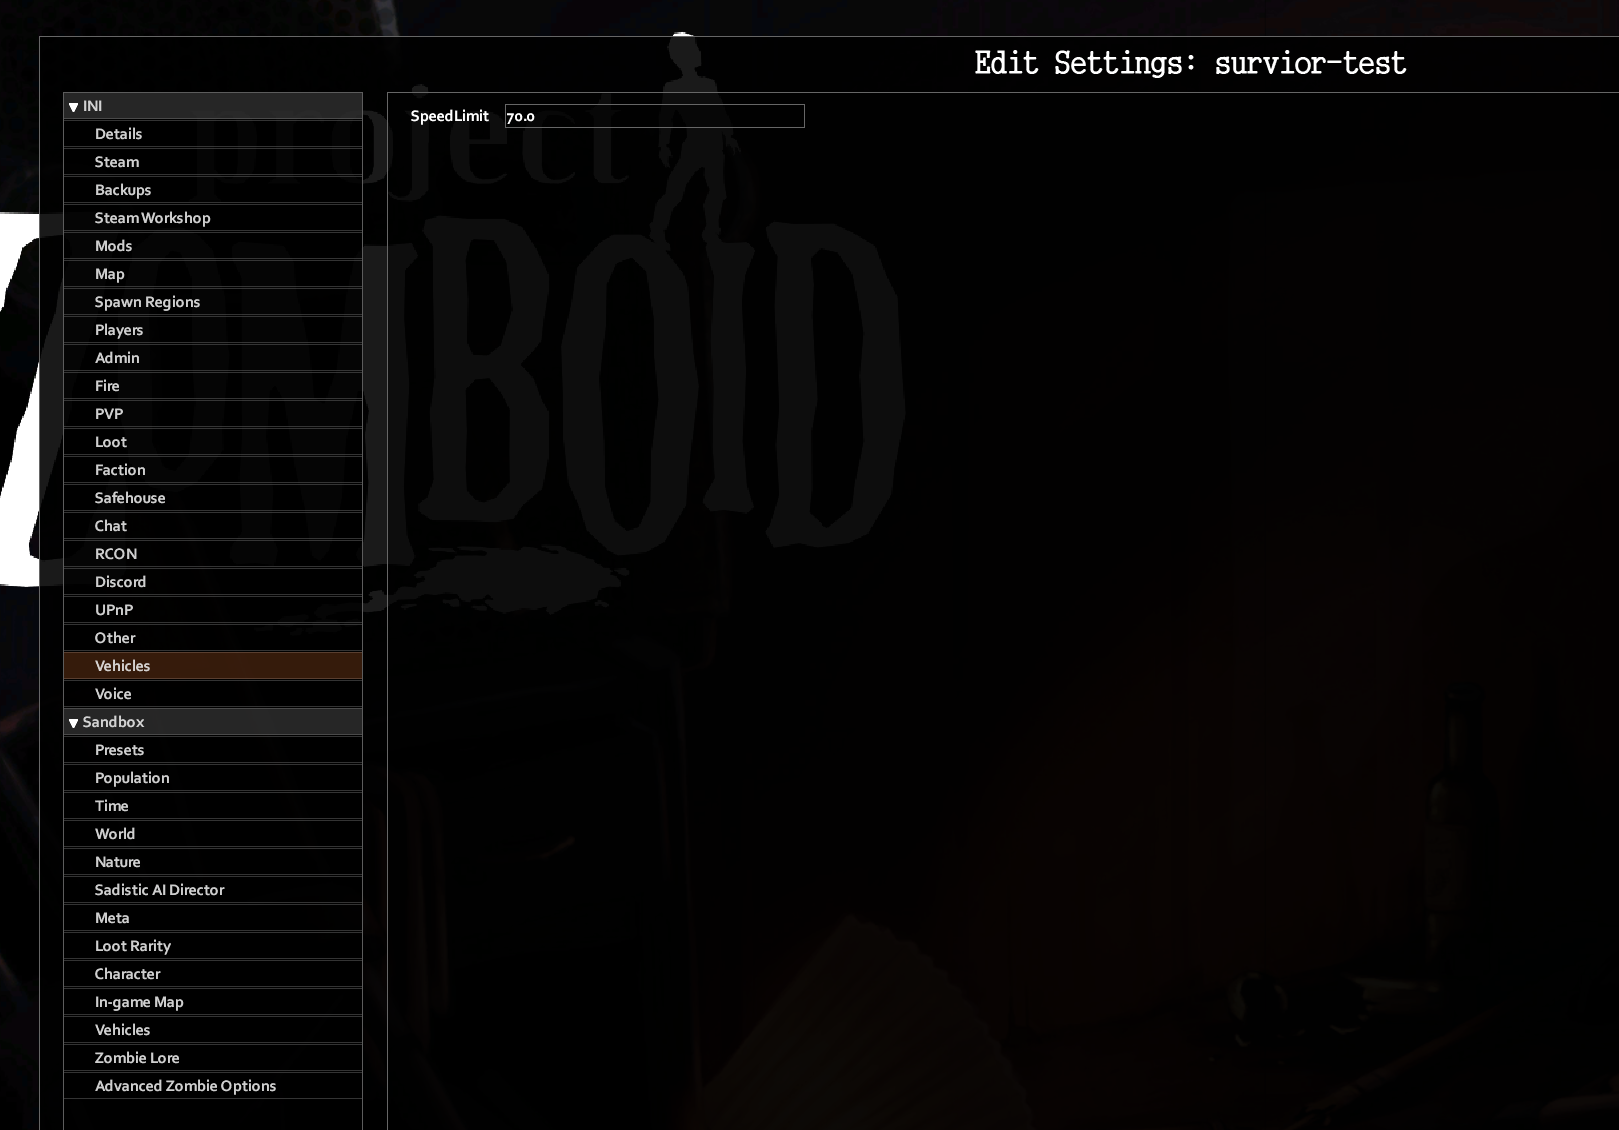 Edit Settings: survior-test
INI
Details
Steam
Backups
Steam Workshop
Mods
Map
Spawn Regions
Players
Admin
Fire
PVP
Loot
Faction
Safehouse
Chat
RCON
Discord
UPnP
Other
Vehicles
Voice
Sandbox
Presets
Population
Time
World
Nature
Sadistic AI Director
Meta
Loot Rarity
Character
In-game Map
Vehicles
Zombie Lore
Advanced Zombie Options
SpeedLimit 70.0
project
ZOMBOID